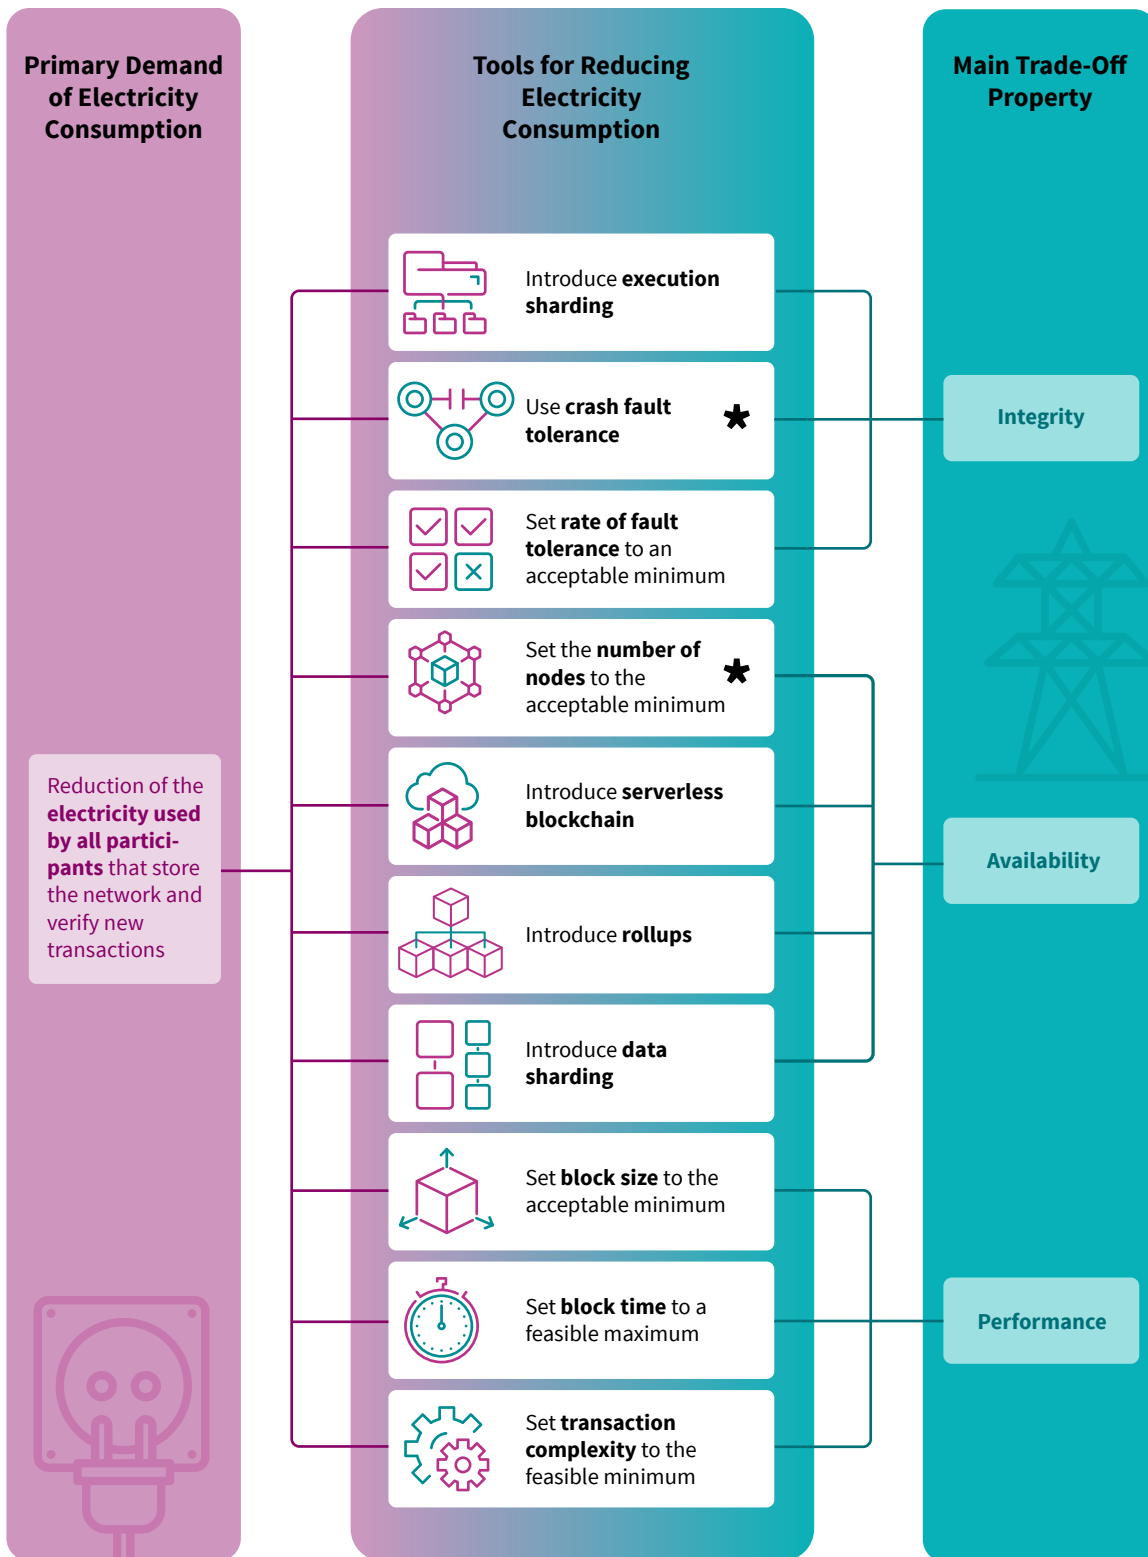 Primary Demand
of Electricity
Consumption
Tools for Reducing
Electricity
Consumption
Main Trade-Off
Property
Introduce execution
sharding
Use crash fault
tolerance
*
Set rate of fault
tolerance to an
acceptable minimum
Set the number of
nodes to the
acceptable minimum
*
Introduce serverless
blockchain
Introduce rollups
Introduce data
sharding
Set block size to the
acceptable minimum
Set block time to a
feasible maximum
Set transaction
complexity to the
feasible minimum
Reduction of the
electricity used
by all partici-
pants that store
the network and
verify new
transactions
Integrity
Availability
Performance